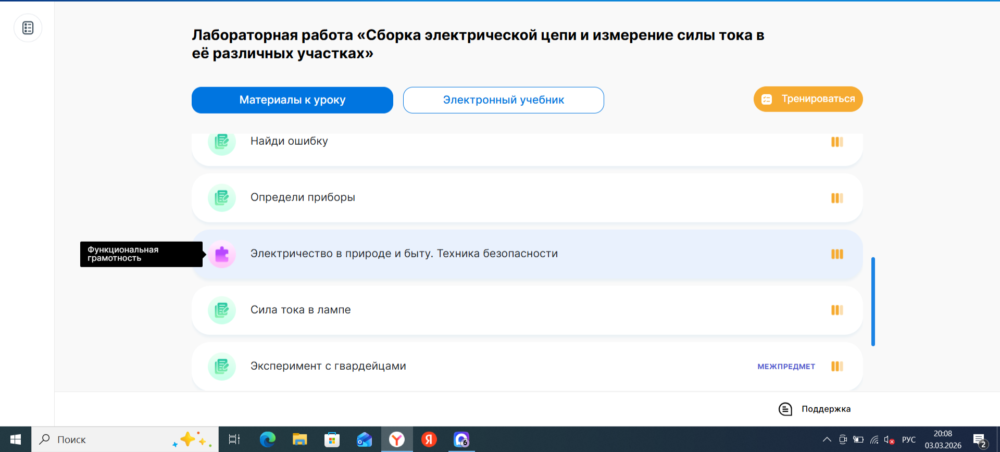 Лабораторная работа «Сборка электрической цепи и измерение силы тока в
её различных участках»
Материалы к уроку
Электронный учебник
Тренироваться
Найди ошибку
Определи приборы
Функциональная
грамотность
Электричество в природе и быту. Техника безопасности
Сила тока в лампе
Эксперимент с гвардейцами
МЕЖПРЕДМЕТ
Поддержка
Поиск
6
РУС
20:08
03.03.2026
2